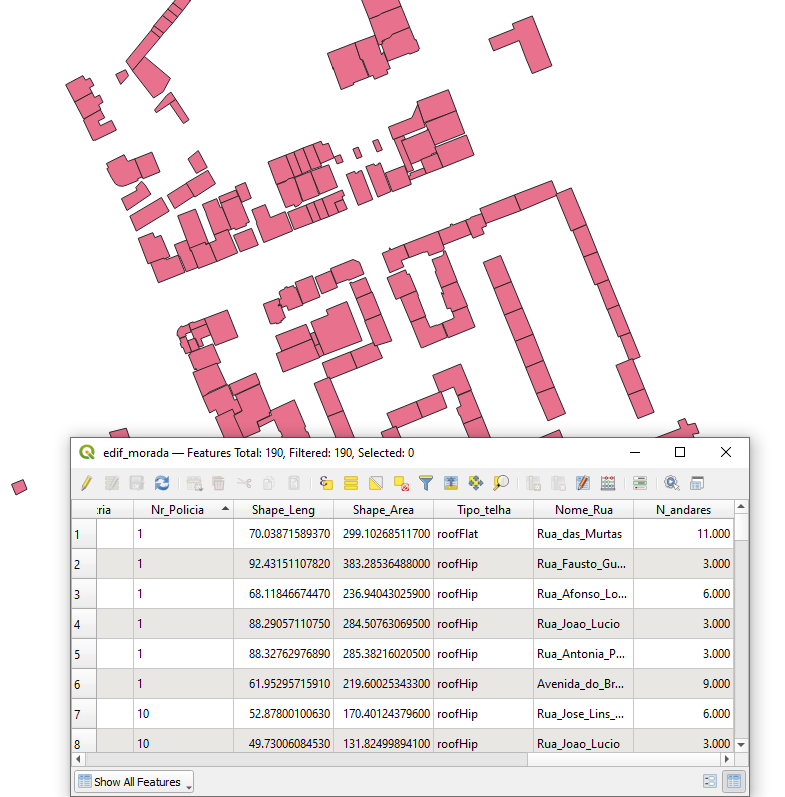 edif_morada — Features Total: 190, Filtered: 190, Selected: 0
:ria Nr_Policia Shape_Leng Shape_Area Tipo_telha Nome_Rua N_andares
1 1 70.03871589370 299.10268511700 roofFlat Rua_das_Murtas 11.000
2 1 92.43151107820 383.28536488000 roofHip Rua_Fausto_Gu... 3.000
3 1 68.11846674470 236.94043025900 roofHip Rua_Afonso_Lo... 6.000
4 1 88.29057110750 284.50763069500 roofHip Rua_Joao_Lucio 3.000
5 1 88.32762976890 285.38216020500 roofHip Rua_Antonia_P... 3.000
6 1 61.95295715910 219.60025343300 roofHip Avenida_do_Br... 9.000
7 10 52.87800100630 170.40124379600 roofHip Rua_Jose_Lins_... 6.000
8 10 49.73006084530 131.82499894100 roofHip Rua_Joao_Lucio 3.000
Show All Features